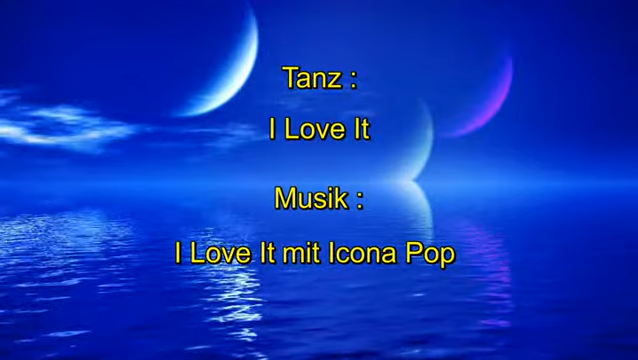 Tanz :
I Love It
Musik :
I Love It mit Icona Pop